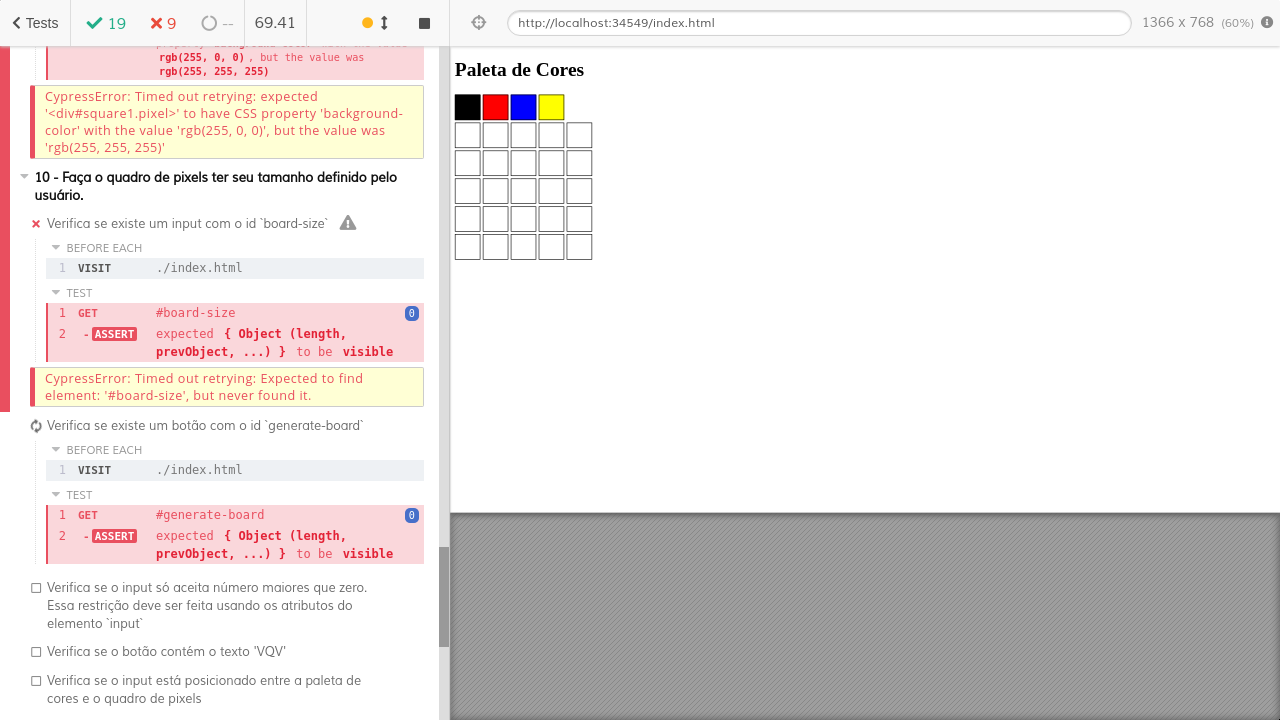 Tests
19
9
--
69.41
http://localhost:34549/index.html
1366 x 768 (60%)
rgb(255, 0, 0) , but the value was
rgb(255, 255, 255)
CypressError: Timed out retrying: expected
'<div#square1.pixel>' to have CSS property 'background-
color' with the value 'rgb(255, 0, 0)', but the value was
'rgb(255, 255, 255)'
10 - Faça o quadro de pixels ter seu tamanho definido pelo
usuário.
Verifica se existe um input com o id `board-size`
BEFORE EACH
1 VISIT ./index.html
TEST
1 GET #board-size 0
2 -ASSERT expected { Object (length,
prevObject, ...) } to be visible
CypressError: Timed out retrying: Expected to find
element: '#board-size', but never found it.
Verifica se existe um botão com o id `generate-board`
BEFORE EACH
1 VISIT ./index.html
TEST
1 GET #generate-board 0
2 -ASSERT expected { Object (length,
prevObject, ...) } to be visible
Verifica se o input só aceita número maiores que zero.
Essa restrição deve ser feita usando os atributos do
elemento `input`
Verifica se o botão contém o texto 'VQV'
Verifica se o input está posicionado entre a paleta de
cores e o quadro de pixels
Paleta de Cores